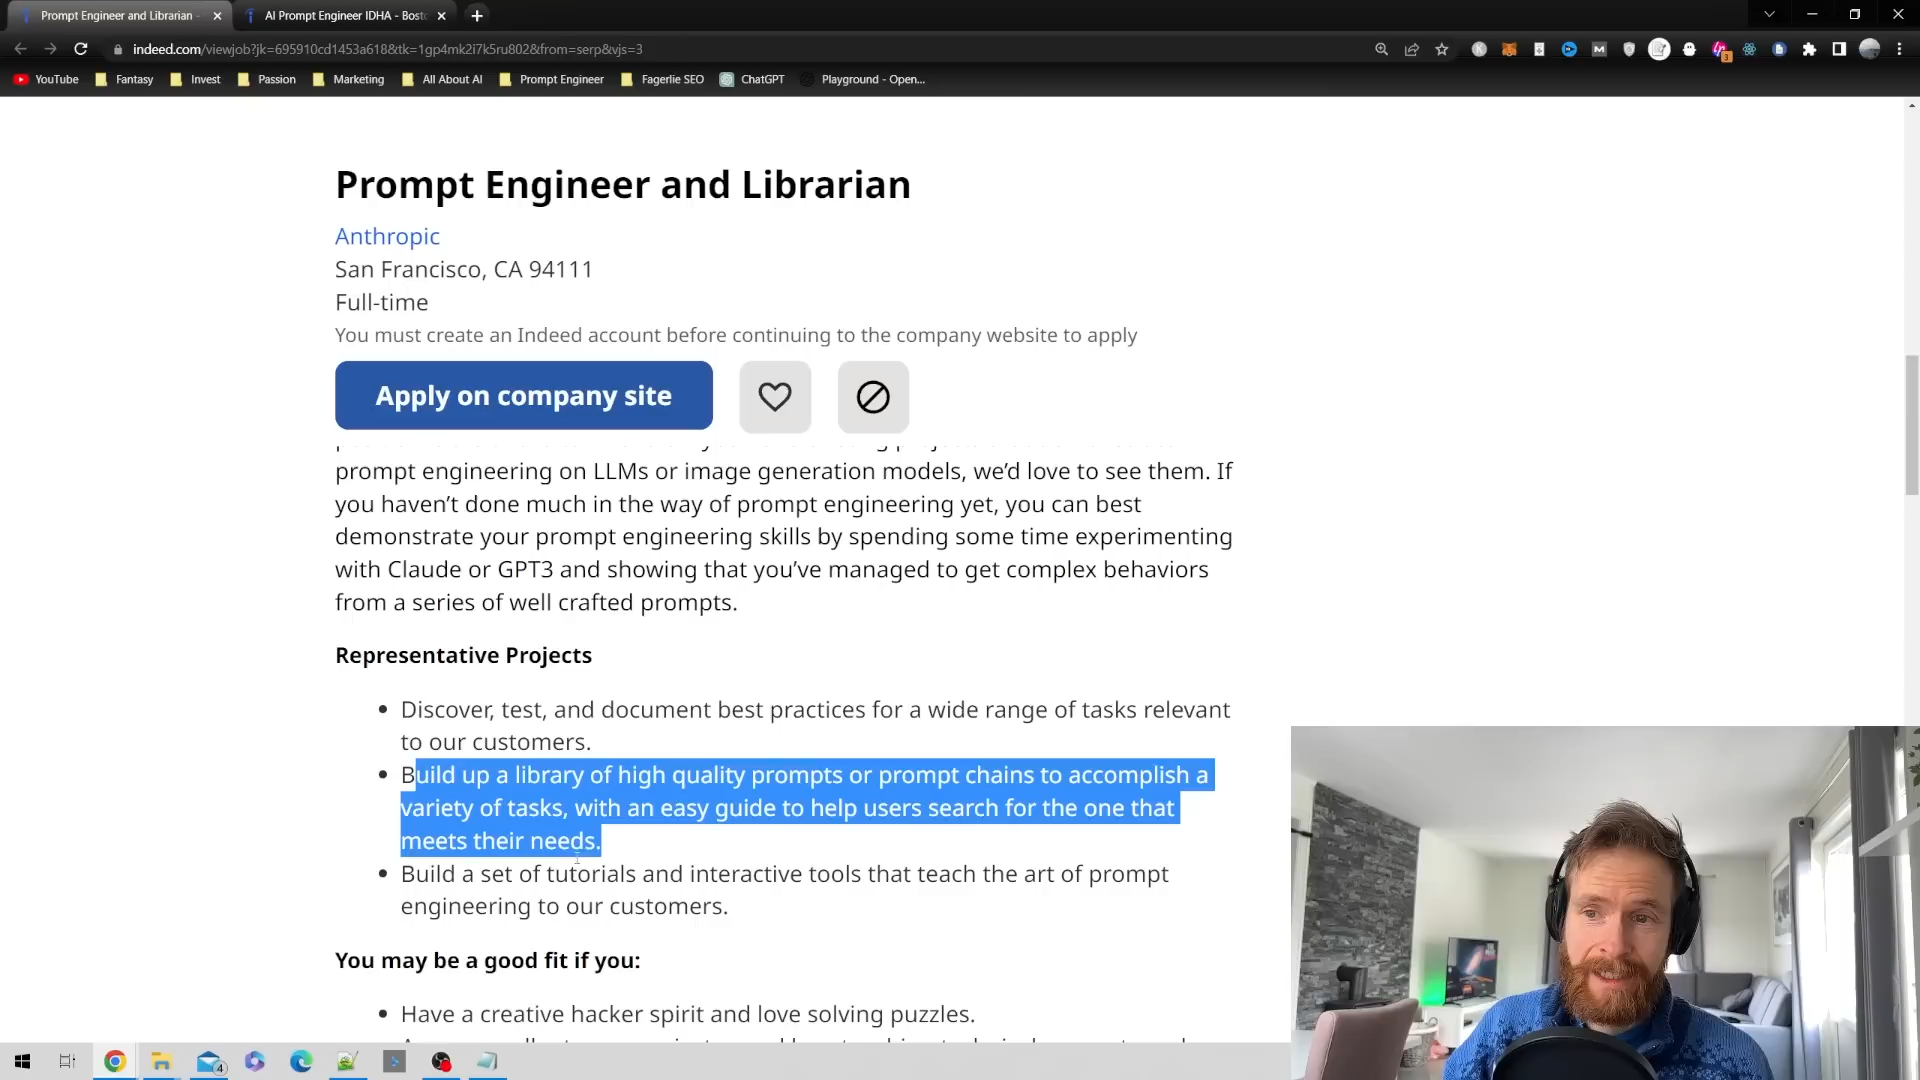 Prompt Engineer and Librarian -
AI Prompt Engineer IDHA - Bosto
indeed.com/viewjob?jk=695910cd1453a618&tk=1gp4mk2i7k5ru802&from=serp&vjs=3
YouTube Fantasy Invest Passion Marketing All About AI Prompt Engineer Fagerlie SEO ChatGPT Playground - Open...
Prompt Engineer and Librarian
Anthropic
San Francisco, CA 94111
Full-time
You must create an Indeed account before continuing to the company website to apply
Apply on company site
prompt engineering on LLMs or image generation models, we’d love to see them. If
you haven’t done much in the way of prompt engineering yet, you can best
demonstrate your prompt engineering skills by spending some time experimenting
with Claude or GPT3 and showing that you’ve managed to get complex behaviors
from a series of well crafted prompts.
Representative Projects
• Discover, test, and document best practices for a wide range of tasks relevant
to our customers.
• Build up a library of high quality prompts or prompt chains to accomplish a
variety of tasks, with an easy guide to help users search for the one that
meets their needs.
• Build a set of tutorials and interactive tools that teach the art of prompt
engineering to our customers.
You may be a good fit if you:
• Have a creative hacker spirit and love solving puzzles.
4